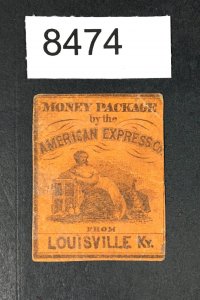 8474
MONEY PACKAGE
by the
AMERICAN EXPRESS Co.
FROM
LOUISVILLE Ky.